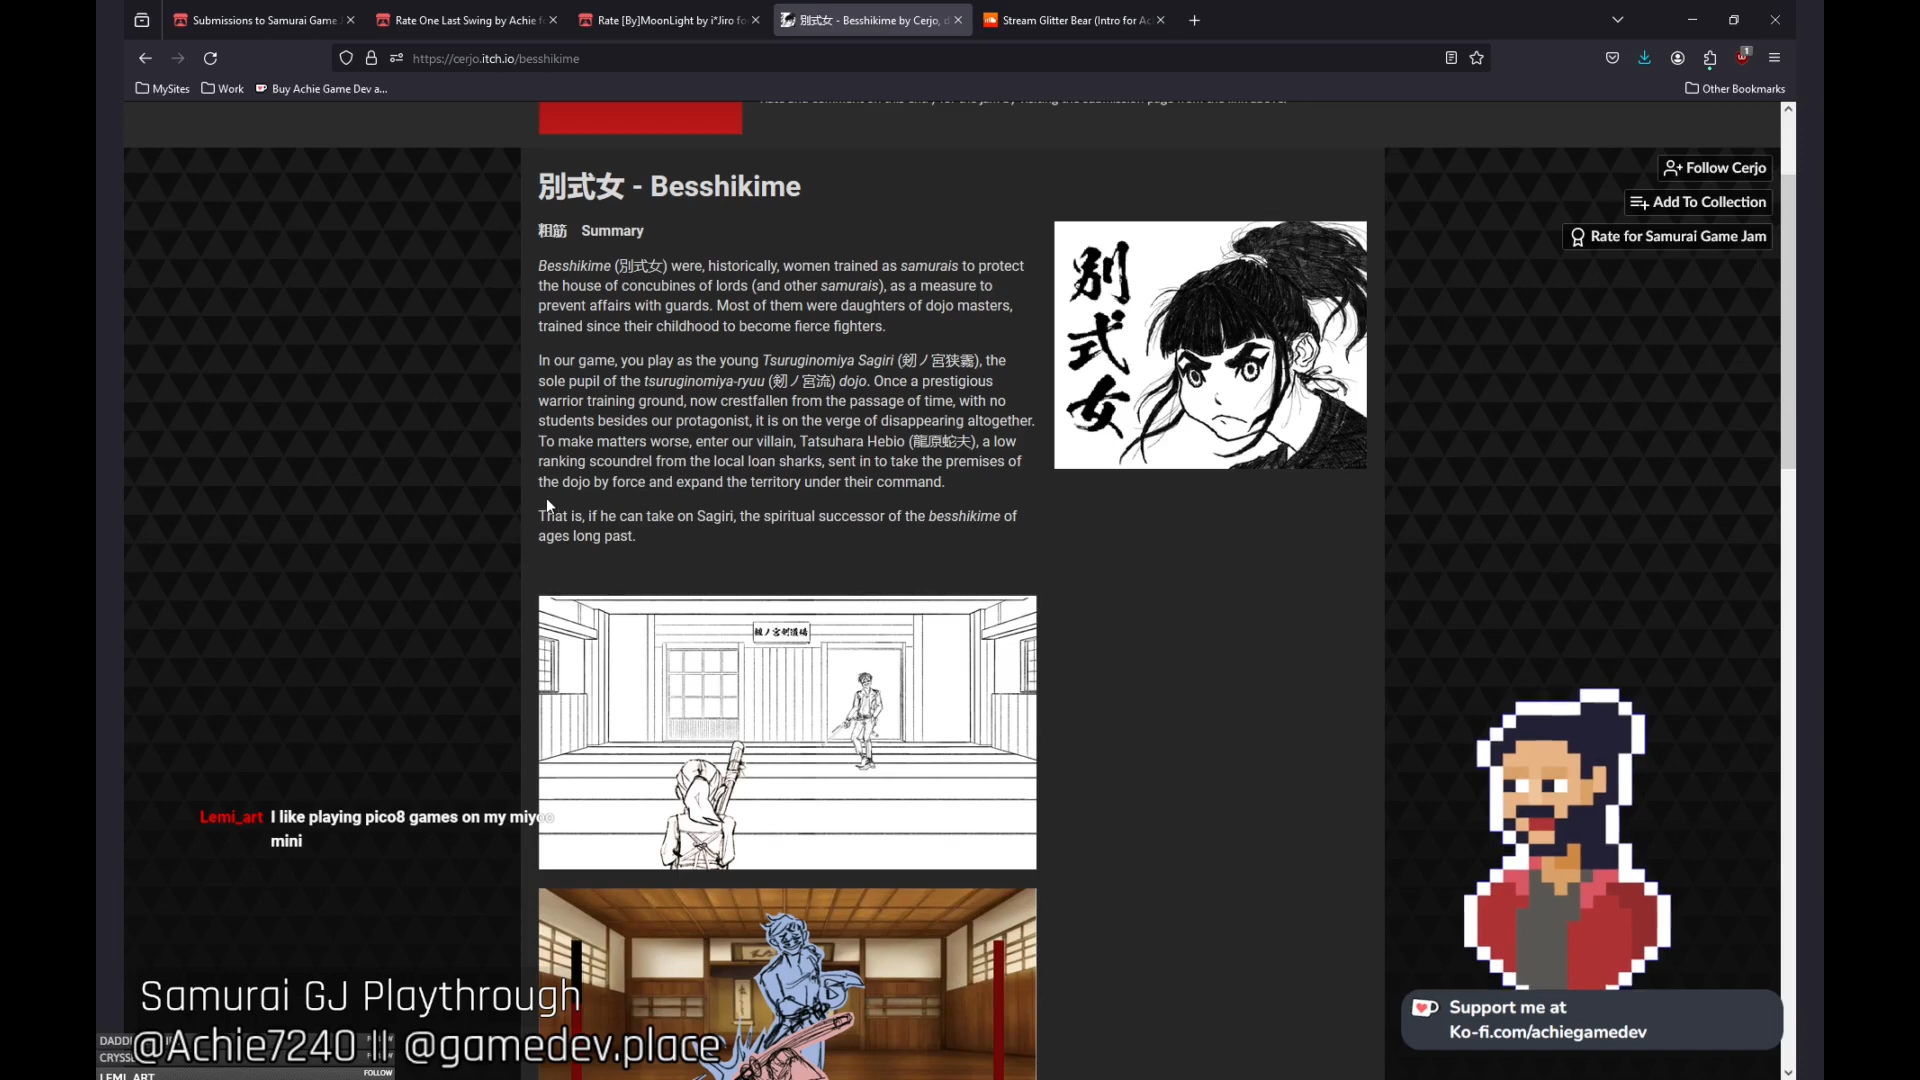 Submissions to Samurai Game J
Rate One Last Swing by Achie fo
Rate [By]MoonLight by i*Jiro fo
別式女 - Besshikime by Cerjo, d
Stream Glitter Bear (Intro for Ac
https://cerjo.itch.io/besshikime
1
MySites
Work
Buy Achie Game Dev a...
Other Bookmarks
Follow Cerjo
Add To Collection
Rate for Samurai Game Jam
別式女 - Besshikime
粗筋 Summary
Besshikime (別式女) were, historically, women trained as samurais to protect
the house of concubines of lords (and other samurais), as a measure to
prevent affairs with guards. Most of them were daughters of dojo masters,
trained since their childhood to become fierce fighters.
In our game, you play as the young Tsuruginomiya Sagiri (剱ノ宮狭霧), the
sole pupil of the tsuruginomiya-ryuu (剱ノ宮流) dojo. Once a prestigious
warrior training ground, now crestfallen from the passage of time, with no
students besides our protagonist, it is on the verge of disappearing altogether.
To make matters worse, enter our villain, Tatsuhara Hebio (龍原蛇夫), a low
ranking scoundrel from the local loan sharks, sent in to take the premises of
the dojo by force and expand the territory under their command.
That is, if he can take on Sagiri, the spiritual successor of the besshikime of
ages long past.
別式女
Lemi_art I like playing pico8 games on my miyoo
mini
Samurai GJ Playthrough
@Achie7240 || @gamedev.place
FOLLOW
LEMI_ART
Support me at
Ko-fi.com/achiegamedev